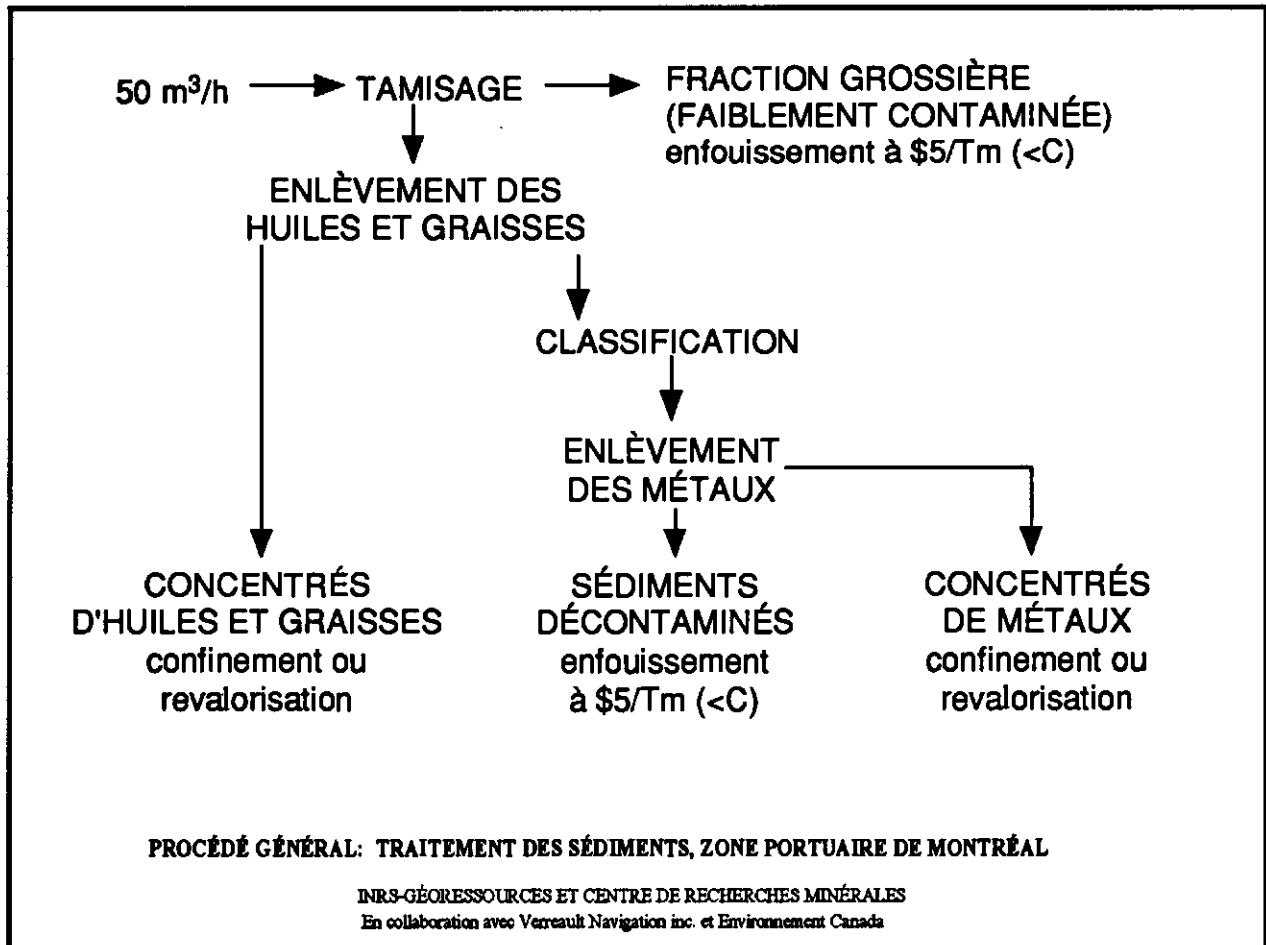 50 m³/h
TAMISAGE
FRACTION GROSSIÈRE
(FAIBLEMENT CONTAMINÉE)
enfouissement à $5/Tm (<C)
ENLÈVEMENT DES
HUILES ET GRAISSES
CLASSIFICATION
ENLÈVEMENT
DES MÉTAUX
CONCENTRÉS
D'HUILES ET GRAISSES
confinement ou
revalorisation
SÉDIMENTS
DÉCONTAMINÉS
enfouissement
à $5/Tm (<C)
CONCENTRÉS
DE MÉTAUX
confinement ou
revalorisation
PROCÉDÉ GÉNÉRAL: TRAITEMENT DES SÉDIMENTS, ZONE PORTUAIRE DE MONTRÉAL
INRS-GÉORESSOURCES ET CENTRE DE RECHERCHES MINÉRALES
En collaboration avec Verreault Navigation inc. et Environnement Canada